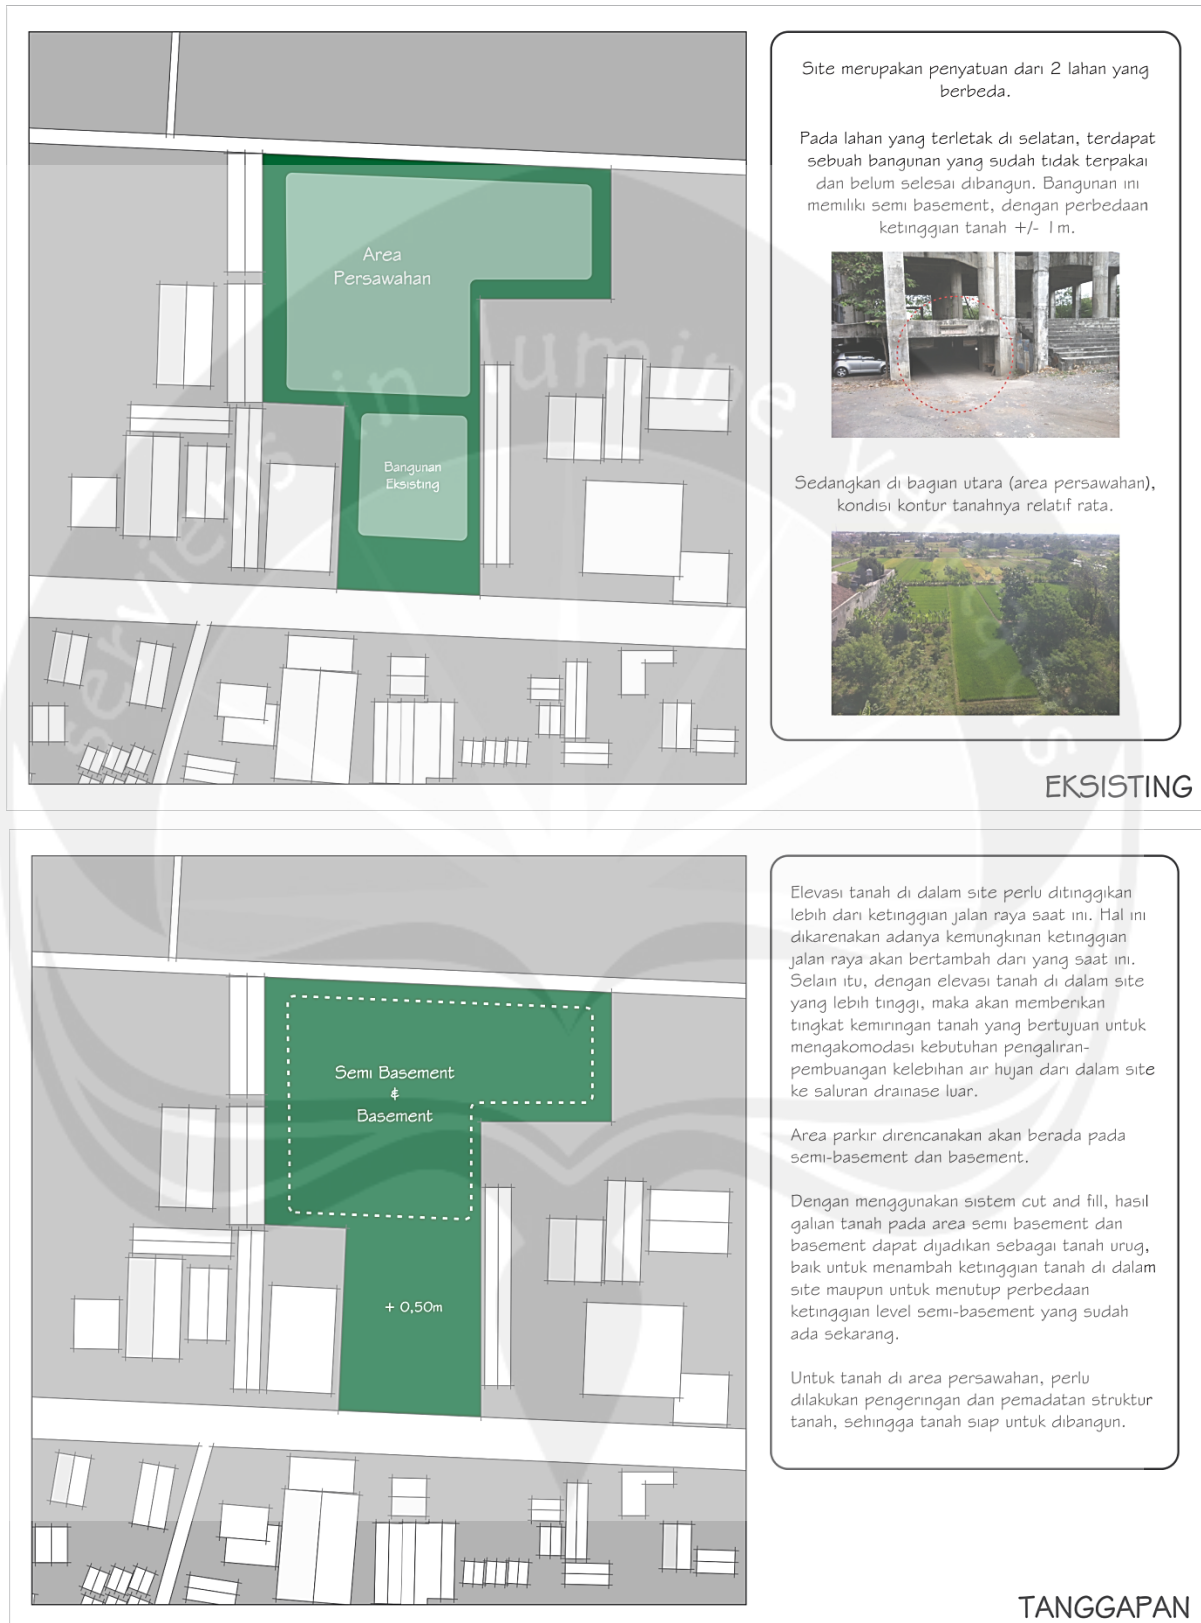 Site merupakan penyatuan dari 2 lahan yang
berbeda.
Pada lahan yang terletak di selatan, terdapat
sebuah bangunan yang sudah tidak terpakai
dan belum selesai dibangun. Bangunan ini
memiliki semi basement, dengan perbedaan
ketinggian tanah +/- 1m.
Area
Persawahan
Bangunan
Eksisting
Sedangkan di bagian utara (area persawahan),
kondisi kontur tanahnya relatif rata.
EKSISTING
serviens in lumine veritatis
Elevasi tanah di dalam site perlu ditinggikan
lebih dari ketinggian jalan raya saat ini. Hal ini
dikarenakan adanya kemungkinan ketinggian
jalan raya akan bertambah dari yang saat ini.
Selain itu, dengan elevasi tanah di dalam site
yang lebih tinggi, maka akan memberikan
tingkat kemiringan tanah yang bertujuan untuk
mengakomodasi kebutuhan pengaliran-
pembuangan kelebihan air hujan dari dalam site
ke saluran drainase luar.
Semi Basement
&
Basement
+ 0,50m
Area parkir direncanakan akan berada pada
semi-basement dan basement.
Dengan menggunakan sistem cut and fill, hasil
galian tanah pada area semi basement dan
basement dapat dijadikan sebagai tanah urug,
baik untuk menambah ketinggian tanah di dalam
site maupun untuk menutup perbedaan
ketinggian level semi-basement yang sudah
ada sekarang.
Untuk tanah di area persawahan, perlu
dilakukan pengeringan dan pemadatan struktur
tanah, sehingga tanah siap untuk dibangun.
TANGGAPAN